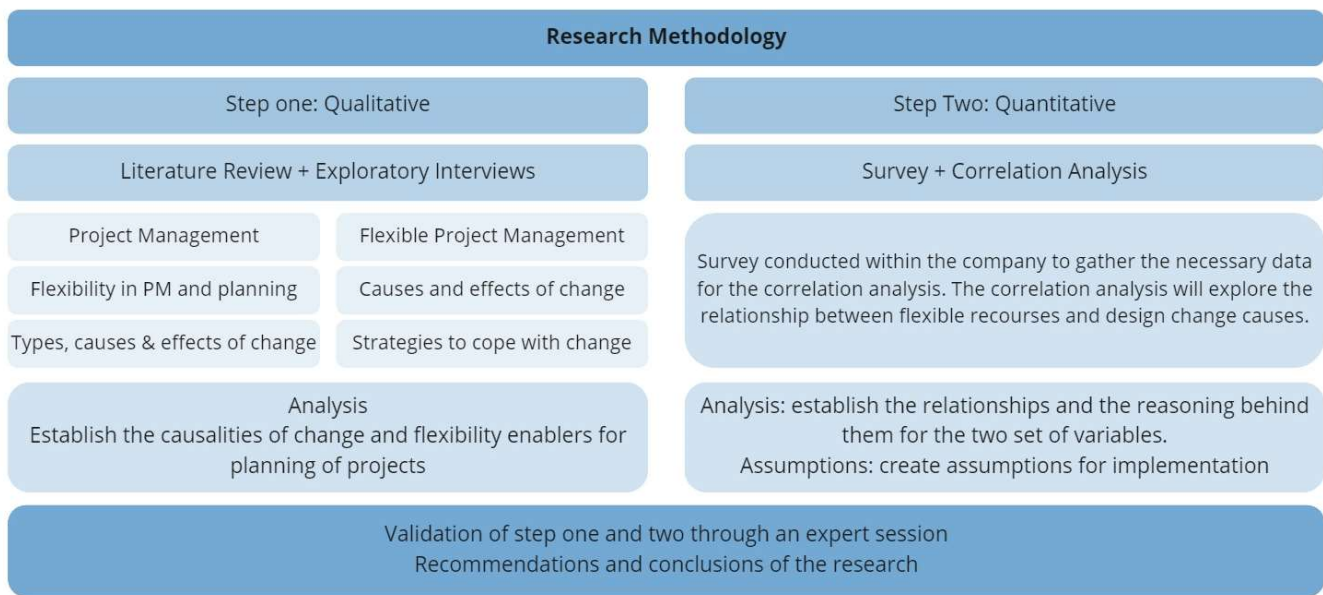 Research Methodology
Step one: Qualitative
Step Two: Quantitative
Literature Review + Exploratory Interviews
Survey + Correlation Analysis
Project Management
Flexible Project Management
Flexibility in PM and planning
Causes and effects of change
Types, causes & effects of change
Strategies to cope with change
Survey conducted within the company to gather the necessary data
for the correlation analysis. The correlation analysis will explore the
relationship between flexible recourses and design change causes.
Analysis
Establish the causalities of change and flexibility enablers for
planning of projects
Analysis: establish the relationships and the reasoning behind
them for the two set of variables.
Assumptions: create assumptions for implementation
Validation of step one and two through an expert session
Recommendations and conclusions of the research